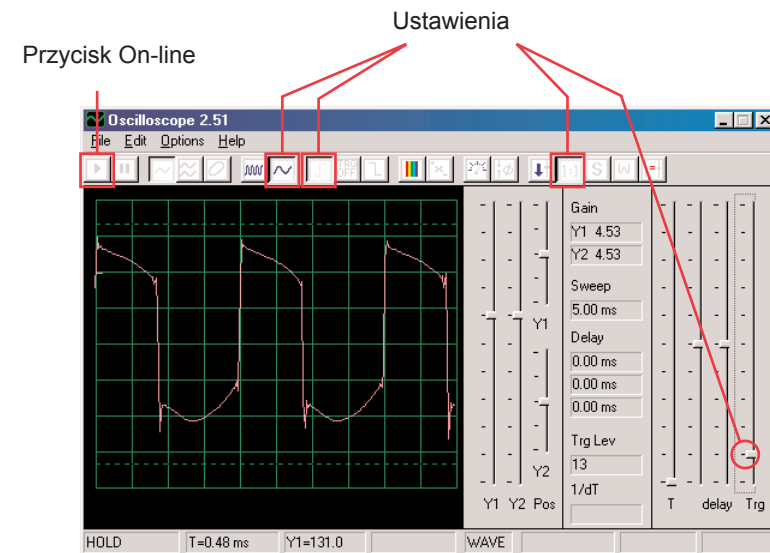 Ustawienia
Przycisk On-line
Oscilloscope 2.51
File Edit Options Help
TRG
OFF
S W
Gain
Y1 4.53
Y2 4.53
Sweep
5.00 ms
Y1
Delay
0.00 ms
0.00 ms
0.00 ms
Trg Lev
13
Y2
1/dT
Y1 Y2 Pos
T delay Trg
HOLD T=0.48 ms Y1=131.0 WAVE